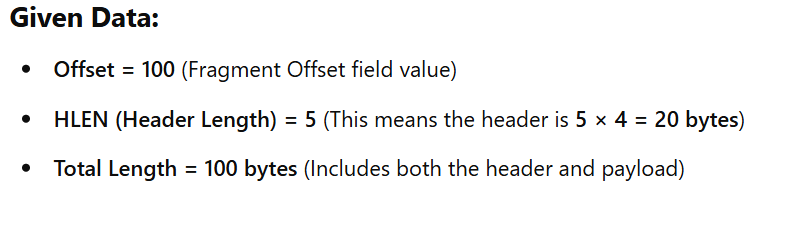 Given Data:
• Offset = 100 (Fragment Offset field value)
• HLEN (Header Length) = 5 (This means the header is 5 × 4 = 20 bytes)
• Total Length = 100 bytes (Includes both the header and payload)